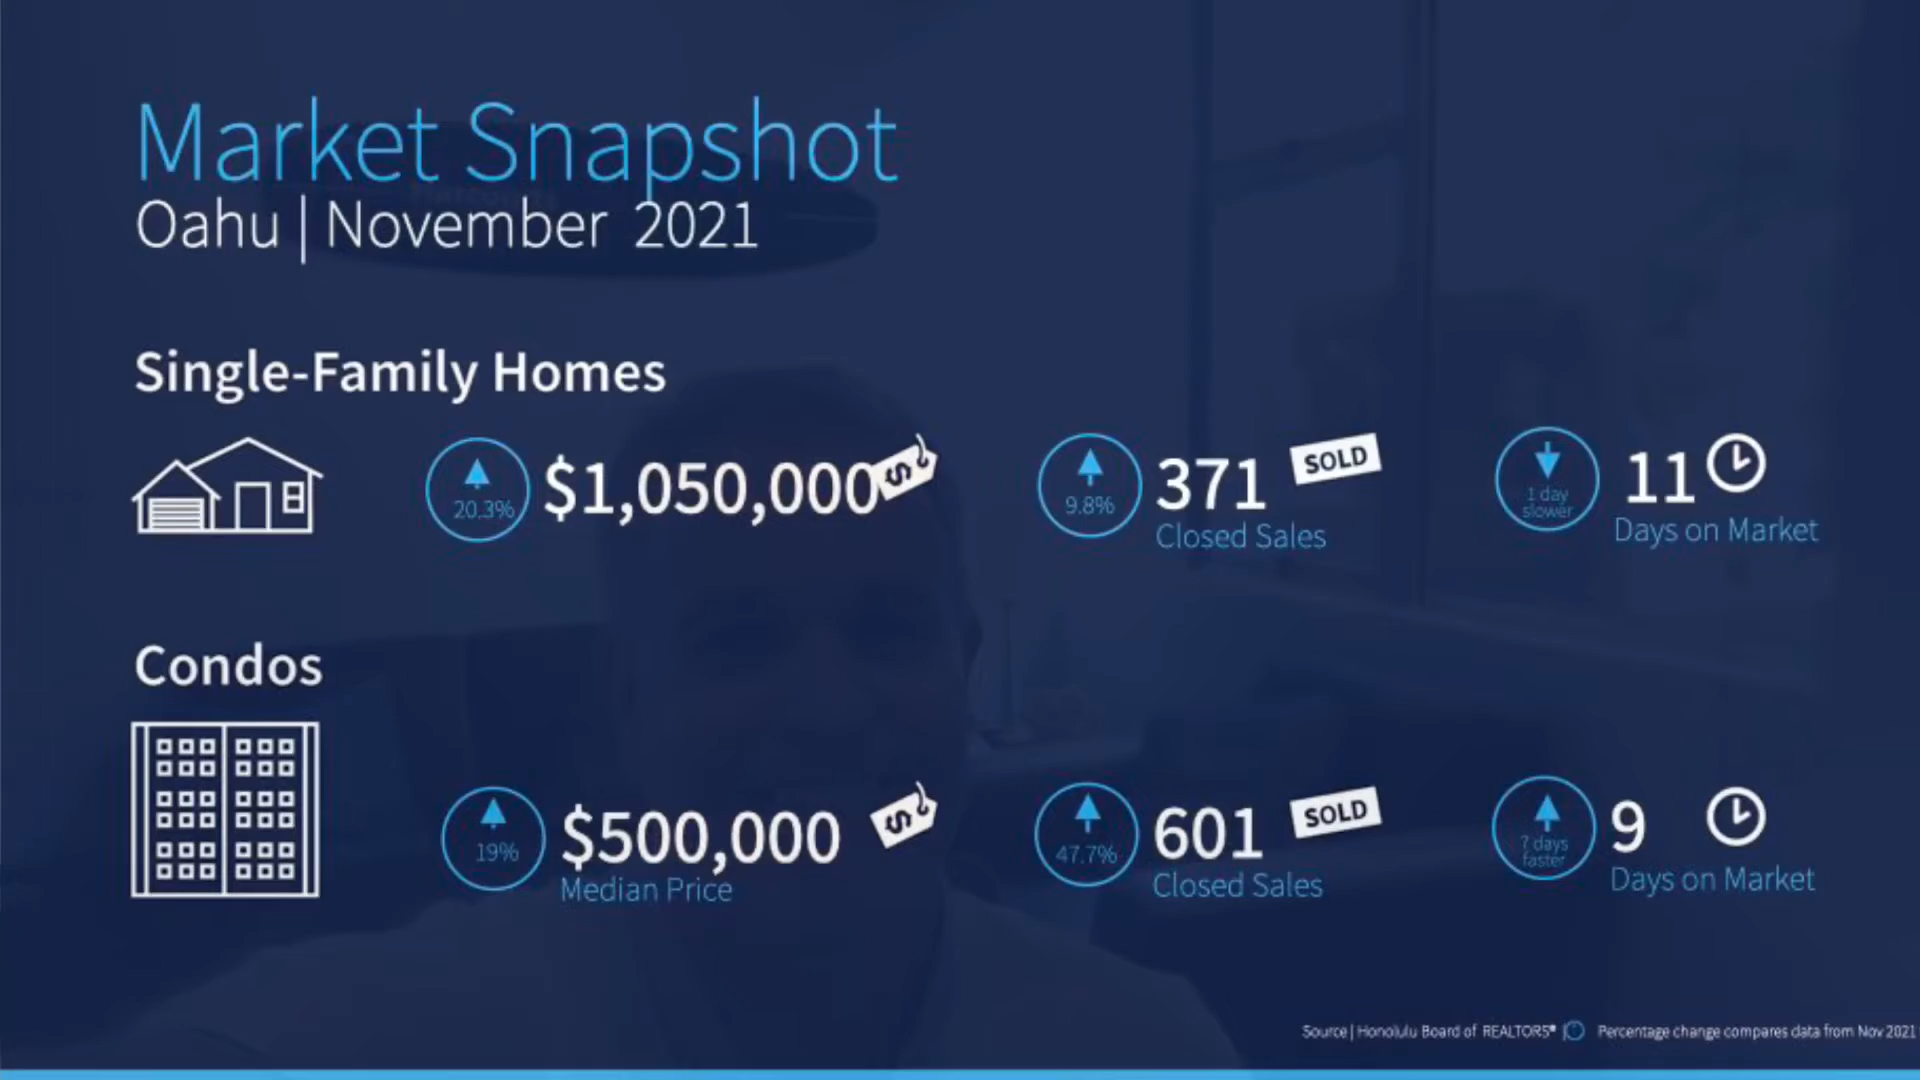 Market Snapshot
Oahu | November 2021
Single-Family Homes
20.3%
$1,050,000
$
9.8%
371
SOLD
Closed Sales
1 day
slower
11
Days on Market
Condos
19%
$500,000
$
Median Price
47.7%
601
SOLD
Closed Sales
7 days
faster
9
Days on Market
Source | Honolulu Board of REALTORS® | Percentage change compares data from Nov 2021